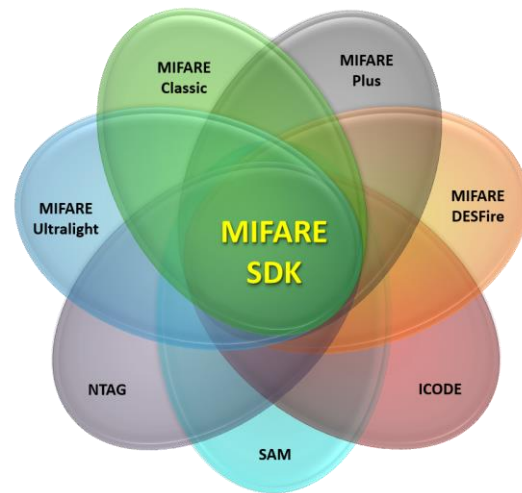 MIFARE
Classic
MIFARE
Plus
MIFARE
Ultralight
MIFARE
SDK
MIFARE
DESFire
NTAG
ICODE
SAM